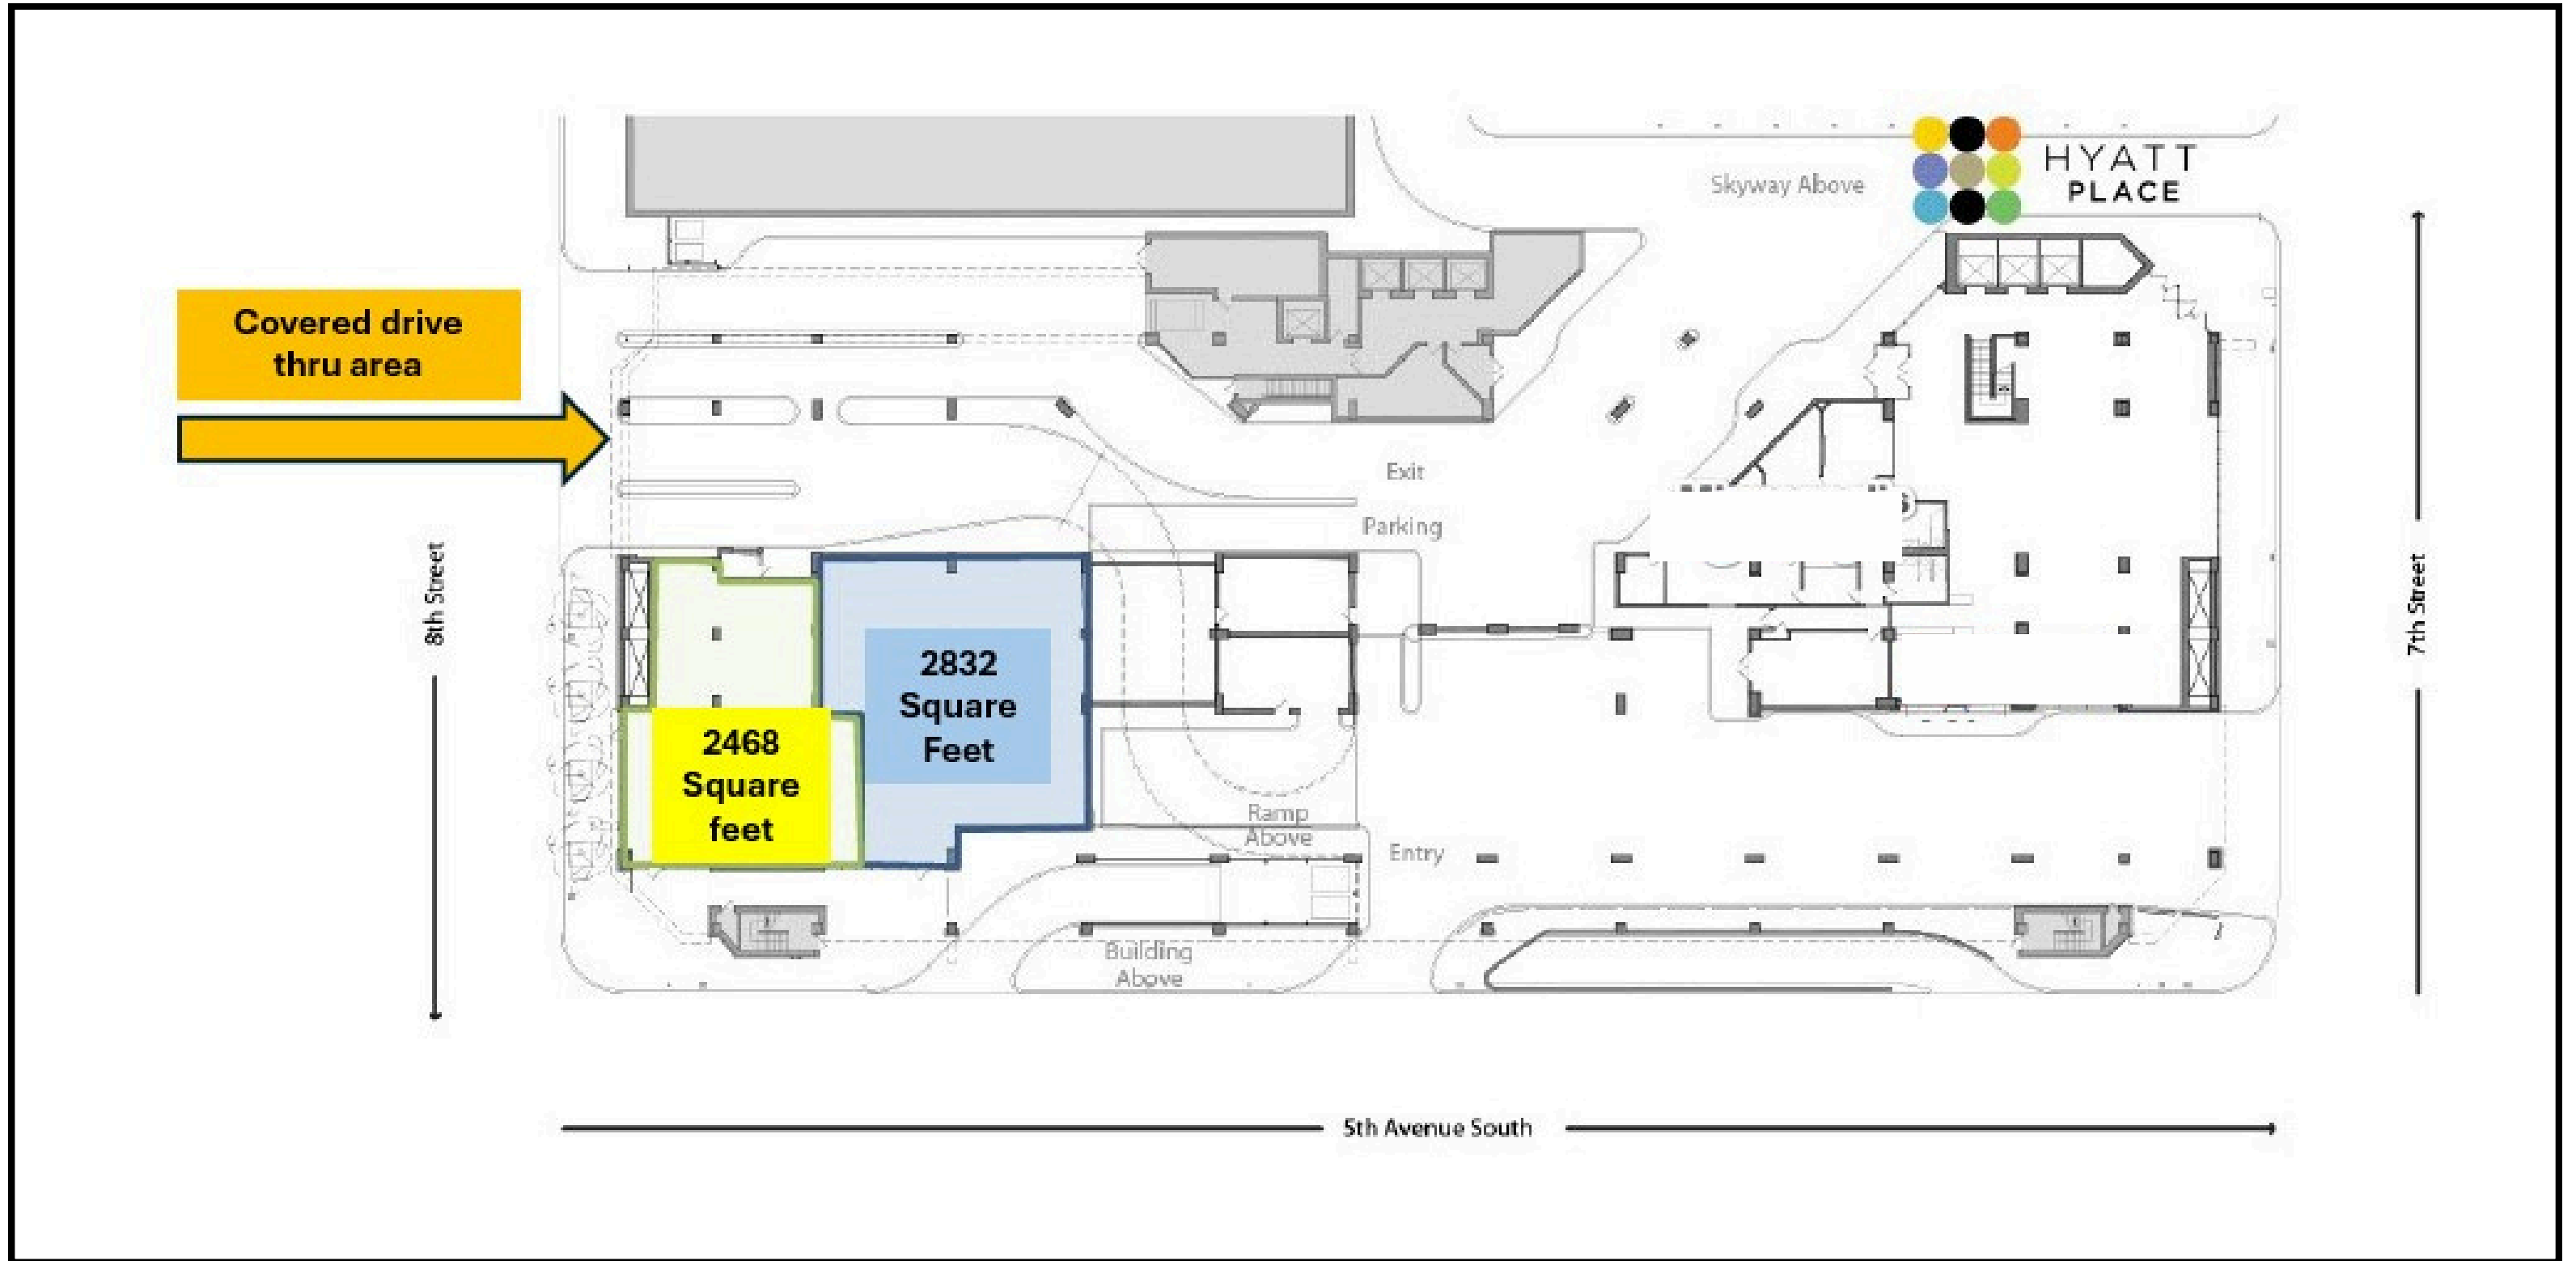 HYATT
PLACE
Skyway Above
Covered drive
thru area
Exit
Parking
8th Street
7th Street
2832
Square
Feet
2468
Square
feet
Ramp
Above
Entry
Building
Above
5th Avenue South